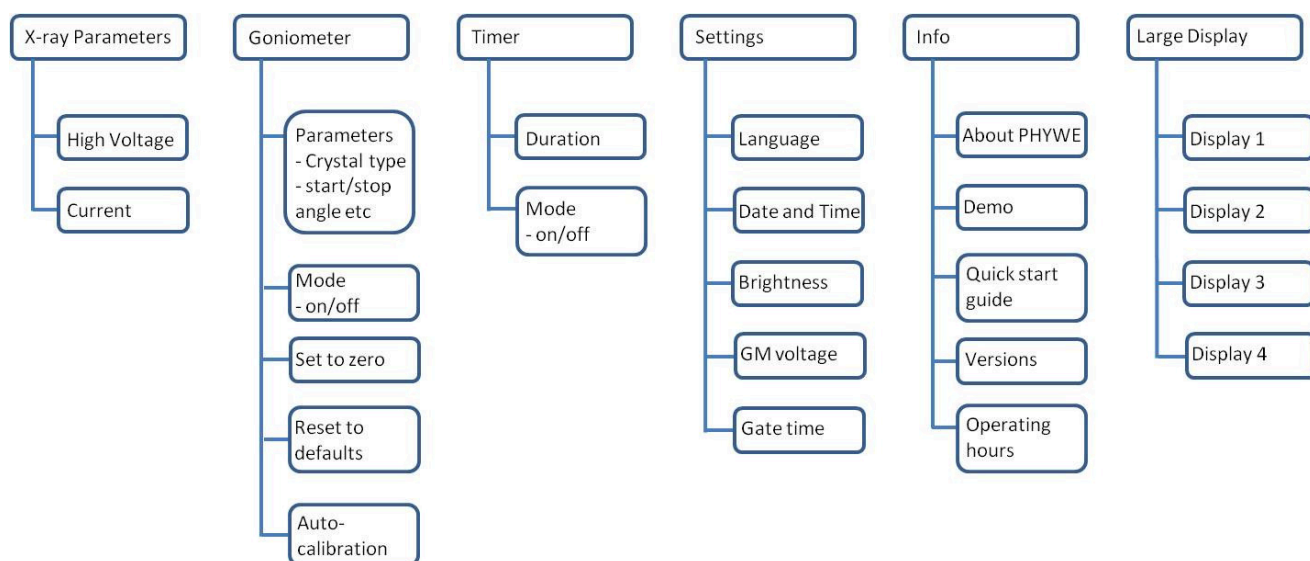 X-ray Parameters
High Voltage
Current
Goniometer
Parameters
- Crystal type
- start/stop
angle etc
Mode
- on/off
Set to zero
Reset to
defaults
Auto-
calibration
Timer
Duration
Mode
- on/off
Settings
Language
Date and Time
Brightness
GM voltage
Gate time
Info
About PHYWE
Demo
Quick start
guide
Versions
Operating
hours
Large Display
Display 1
Display 2
Display 3
Display 4